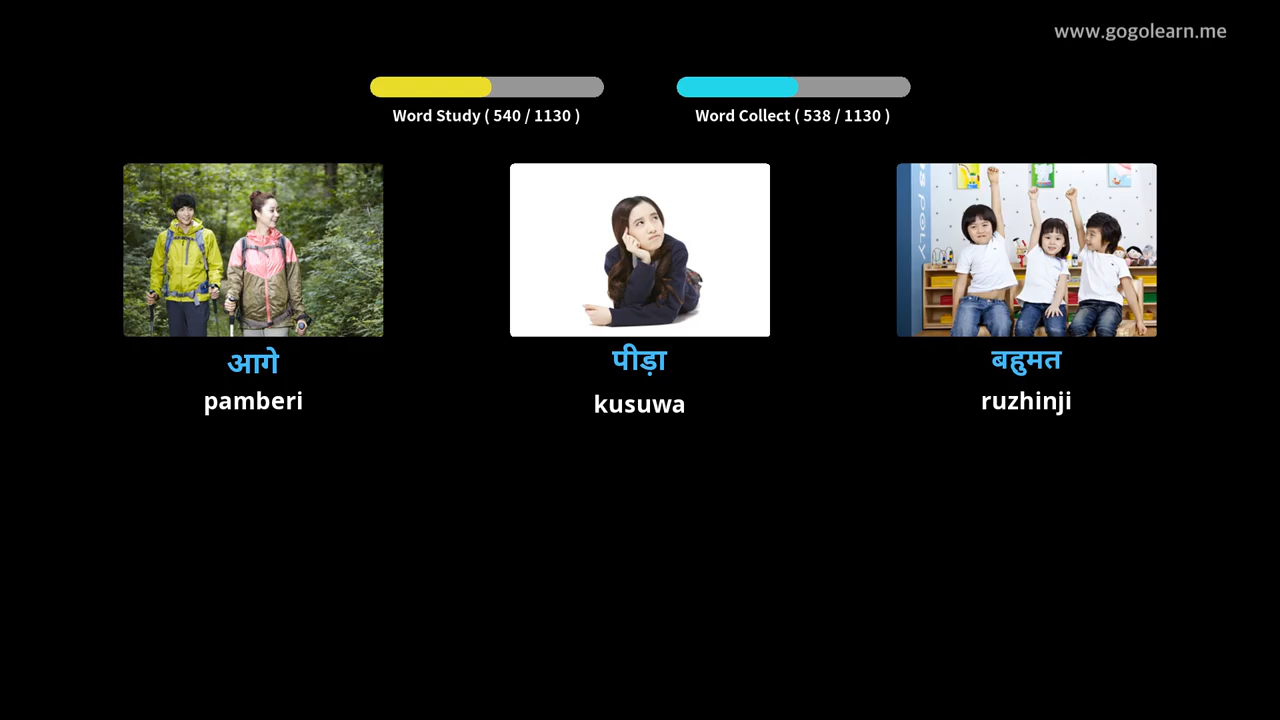 www.gogolearn.me
Word Study ( 540 / 1130 )
Word Collect ( 538 / 1130 )
आगे
pamberi
पीड़ा
kusuwa
बहुमत
ruzhinji